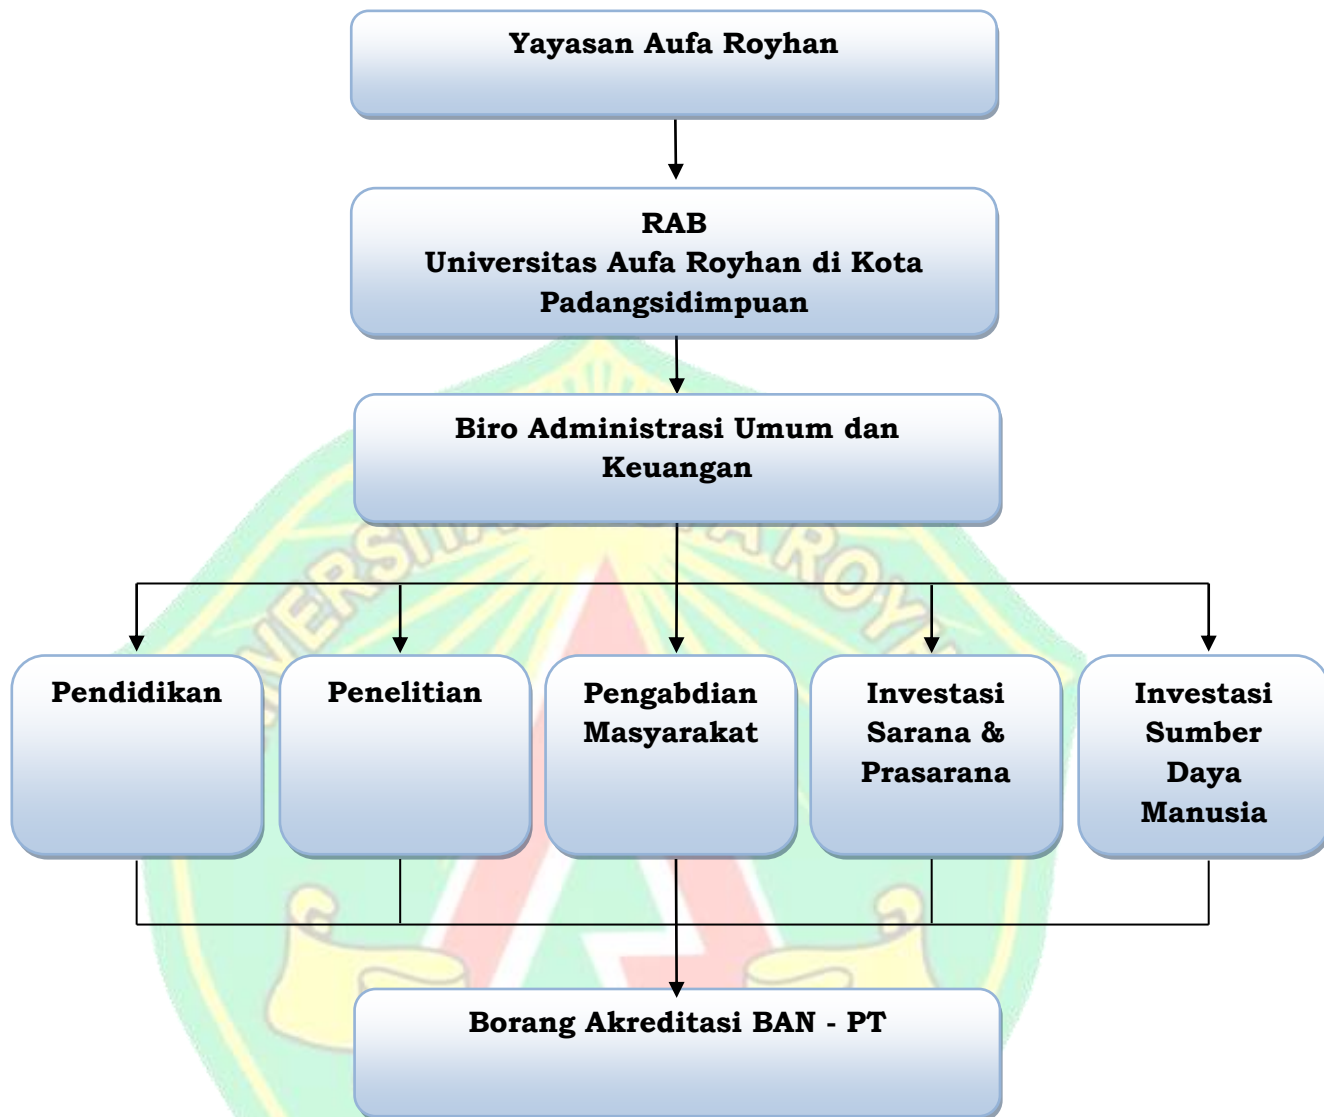 Yayasan Aufa Royhan
RAB
Universitas Aufa Royhan di Kota
Padangsidimpuan
Biro Administrasi Umum dan
Keuangan
Pendidikan
Penelitian
Pengabdian
Masyarakat
Investasi
Sarana &
Prasarana
Investasi
Sumber
Daya
Manusia
Borang Akreditasi BAN - PT